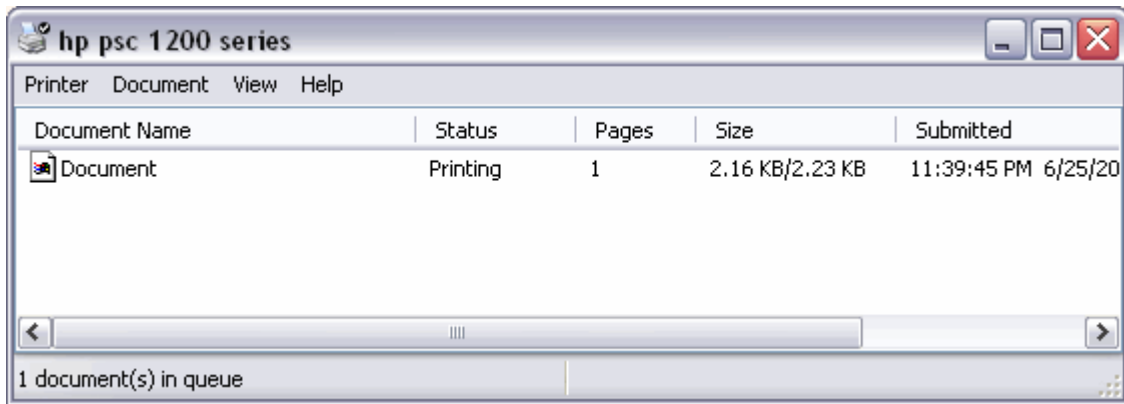 hp psc 1200 series
Printer Document View Help
Document Name Status Pages Size Submitted
Document Printing 1 2.16 KB/2.23 KB 11:39:45 PM 6/25/20
1 document(s) in queue